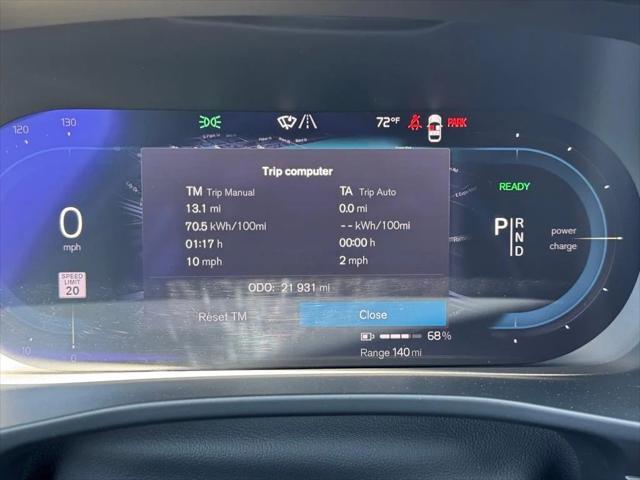 120 130 72°F PARK
Trip computer
TM Trip Manual TA Trip Auto
13.1 mi 0.0 mi
70.5 kWh/100mi -- kWh/100mi
01:17 h 00:00 h
10 mph 2 mph
ODO: 21 931 mi
Reset TM Close
68%
Range 140 mi
0
mph
SPEED
LIMIT
20
10 0
READY
P R
N
D
power
charge